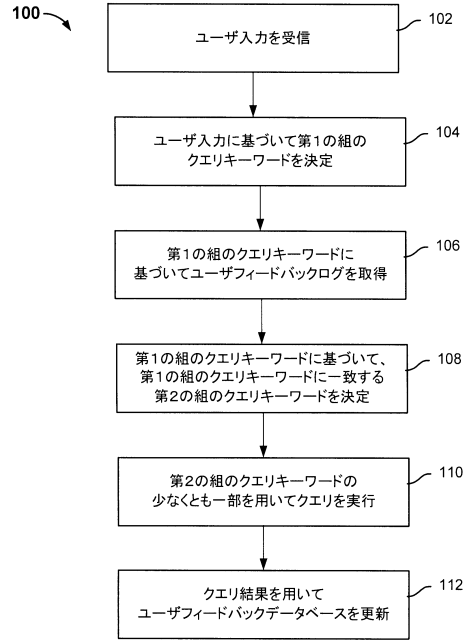 100
ユーザ入力を受信
102
ユーザ入力に基づいて第1の組の
クエリキーワードを決定
104
第1の組のクエリキーワードに
基づいてユーザフィードバックログを取得
106
第1の組のクエリキーワードに基づいて、
第1の組のクエリキーワードに一致する
第2の組のクエリキーワードを決定
108
第2の組のクエリキーワードの
少なくとも一部を用いてクエリを実行
110
クエリ結果を用いて
ユーザフィードバックデータベースを更新
112